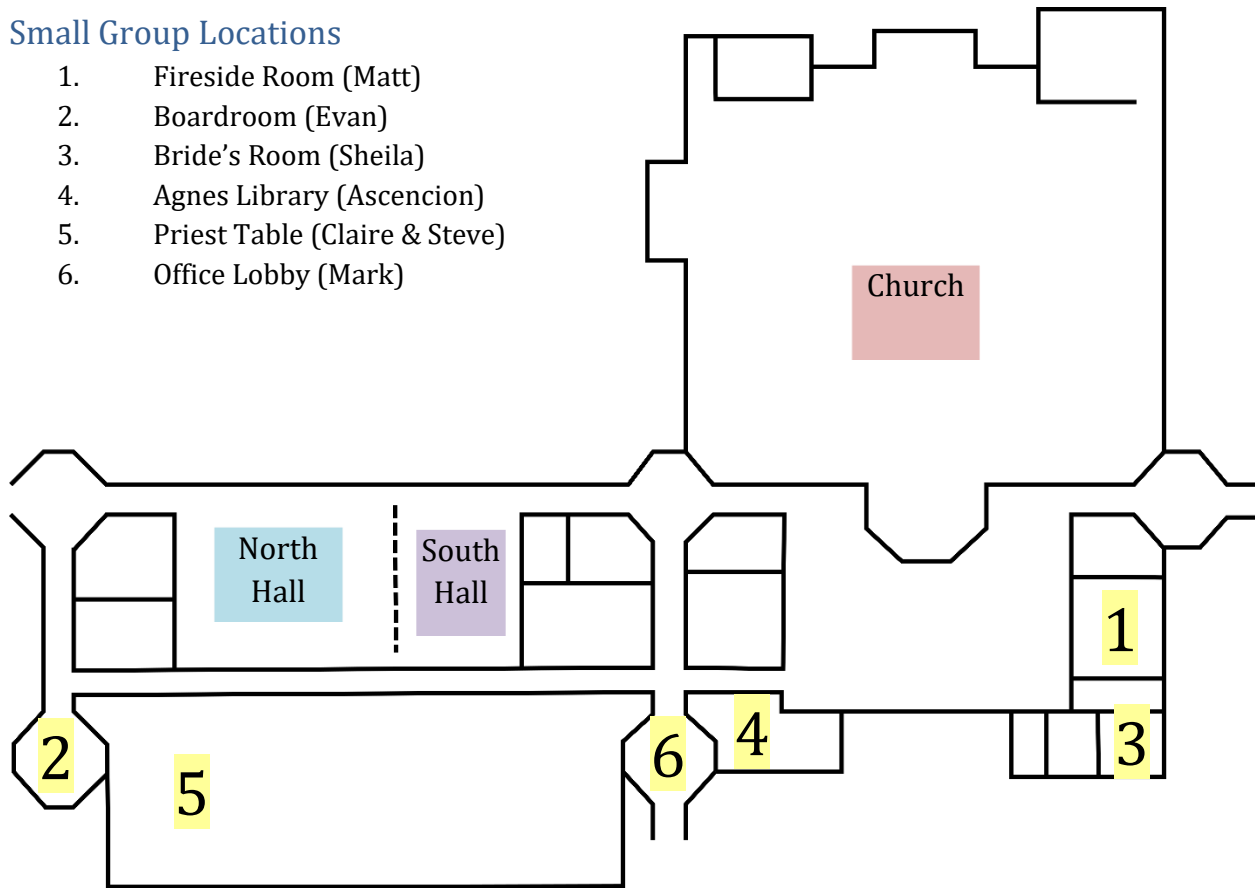 Small Group Locations
1. Fireside Room (Matt)
2. Boardroom (Evan)
3. Bride’s Room (Sheila)
4. Agnes Library (Ascencion)
5. Priest Table (Claire & Steve)
6. Office Lobby (Mark)
Church
North
Hall
South
Hall
1
2
6
4
3
5